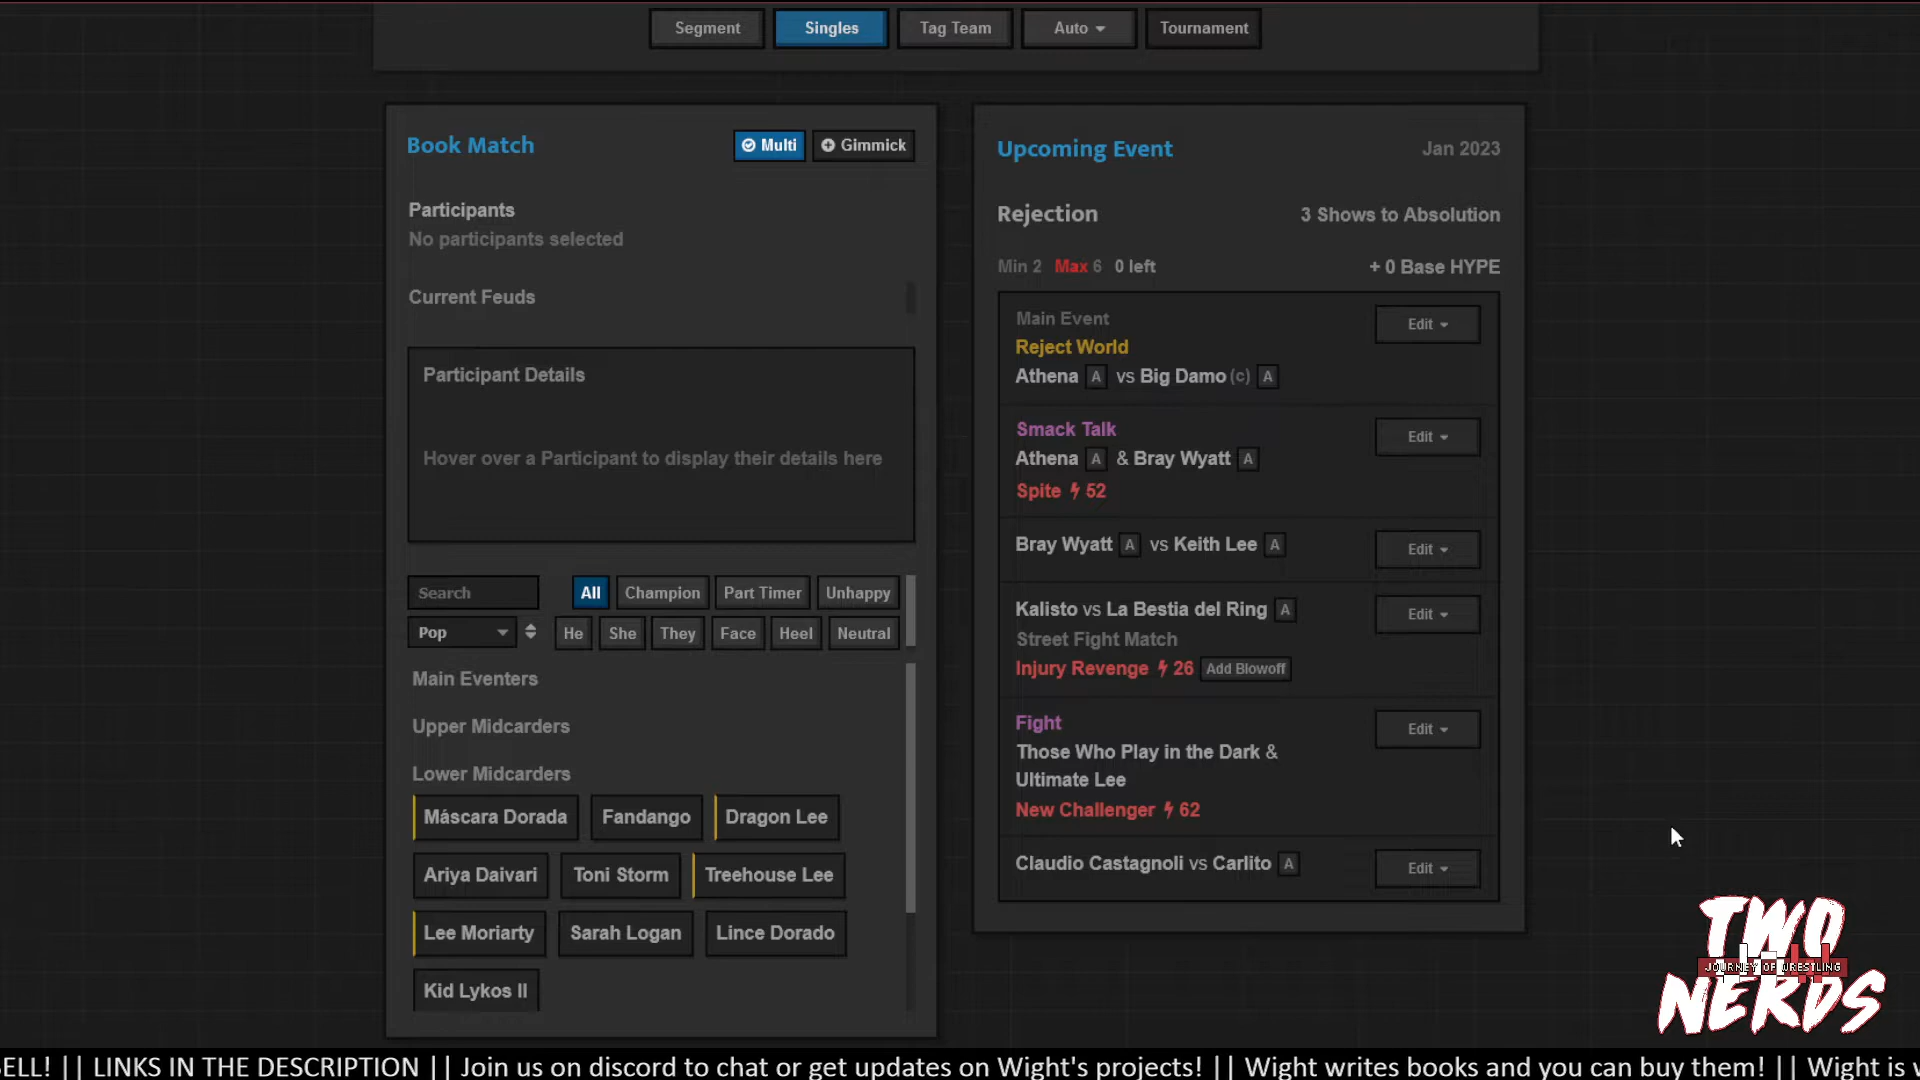 Segment Singles Tag Team Auto Tournament
Book Match Multi Gimmick
Participants
No participants selected
Current Feuds
Participant Details
Hover over a Participant to display their details here
Search All Champion Part Timer Unhappy
Pop He She They Face Heel Neutral
Main Eventers
Upper Midcarders
Lower Midcarders
Máscara Dorada Fandango Dragon Lee
Ariya Daivari Toni Storm Treehouse Lee
Lee Moriarty Sarah Logan Lince Dorado
Kid Lykos II
Upcoming Event Jan 2023
Rejection 3 Shows to Absolution
Min 2 Max 6 0 left + 0 Base HYPE
Main Event Edit
Reject World
Athena A vs Big Damo (c) A
Smack Talk Edit
Athena A & Bray Wyatt A
Spite 52
Bray Wyatt A vs Keith Lee A Edit
Kalisto vs La Bestia del Ring A Edit
Street Fight Match
Injury Revenge 26 Add Blowoff
Fight Edit
Those Who Play in the Dark &
Ultimate Lee
New Challenger 62
Claudio Castagnoli vs Carlito A Edit
TWO
JOURNEY OF WRESTLING
NERDS
SELL! || LINKS IN THE DESCRIPTION || Join us on discord to chat or get updates on Wight's projects! || Wight writes books and you can buy them! || Wight is